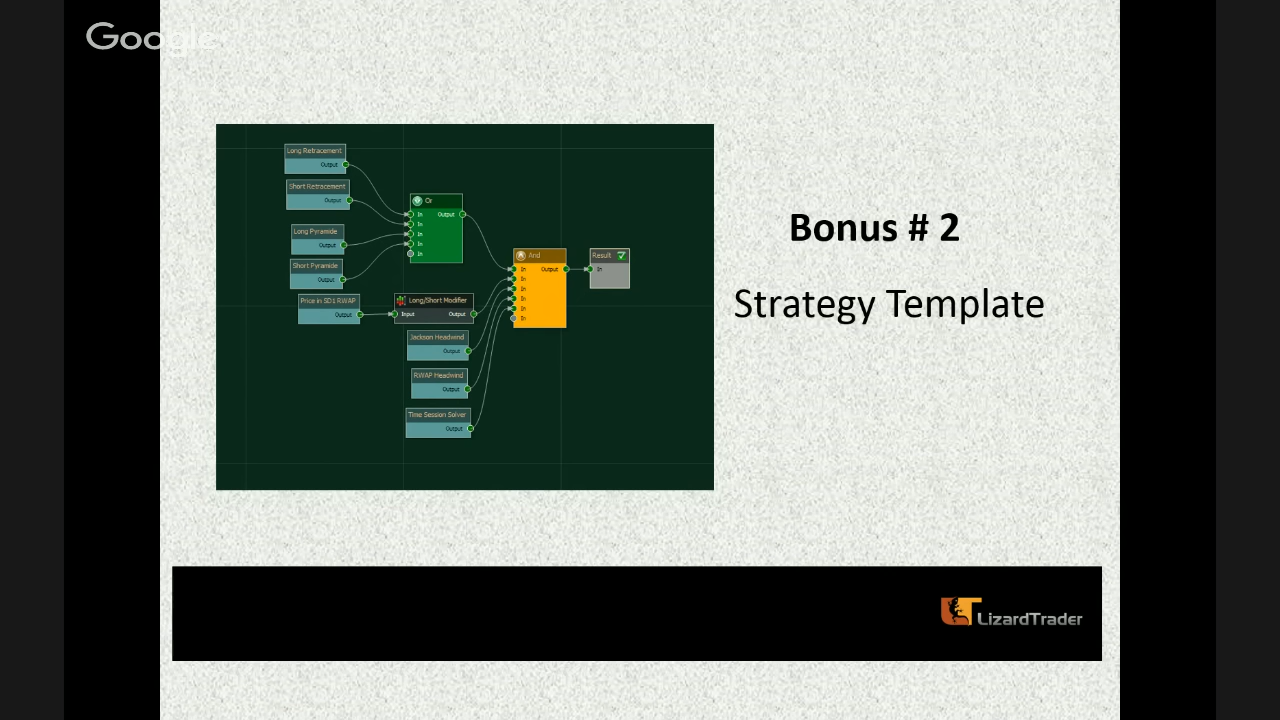 Google
Long Retracement
Output
Short Retracement
Output
Or
In Output
In
In
In
In
Long Pyramide
Output
Short Pyramide
Output
Price in SD1 RWAP
Output
Long/Short Modifier
Input Output
And
In Output
In
In
In
In
In
Result
In
Jackson Headwind
Output
RWAP Headwind
Output
Time Session Solver
Output
Bonus # 2
Strategy Template
LizardTrader